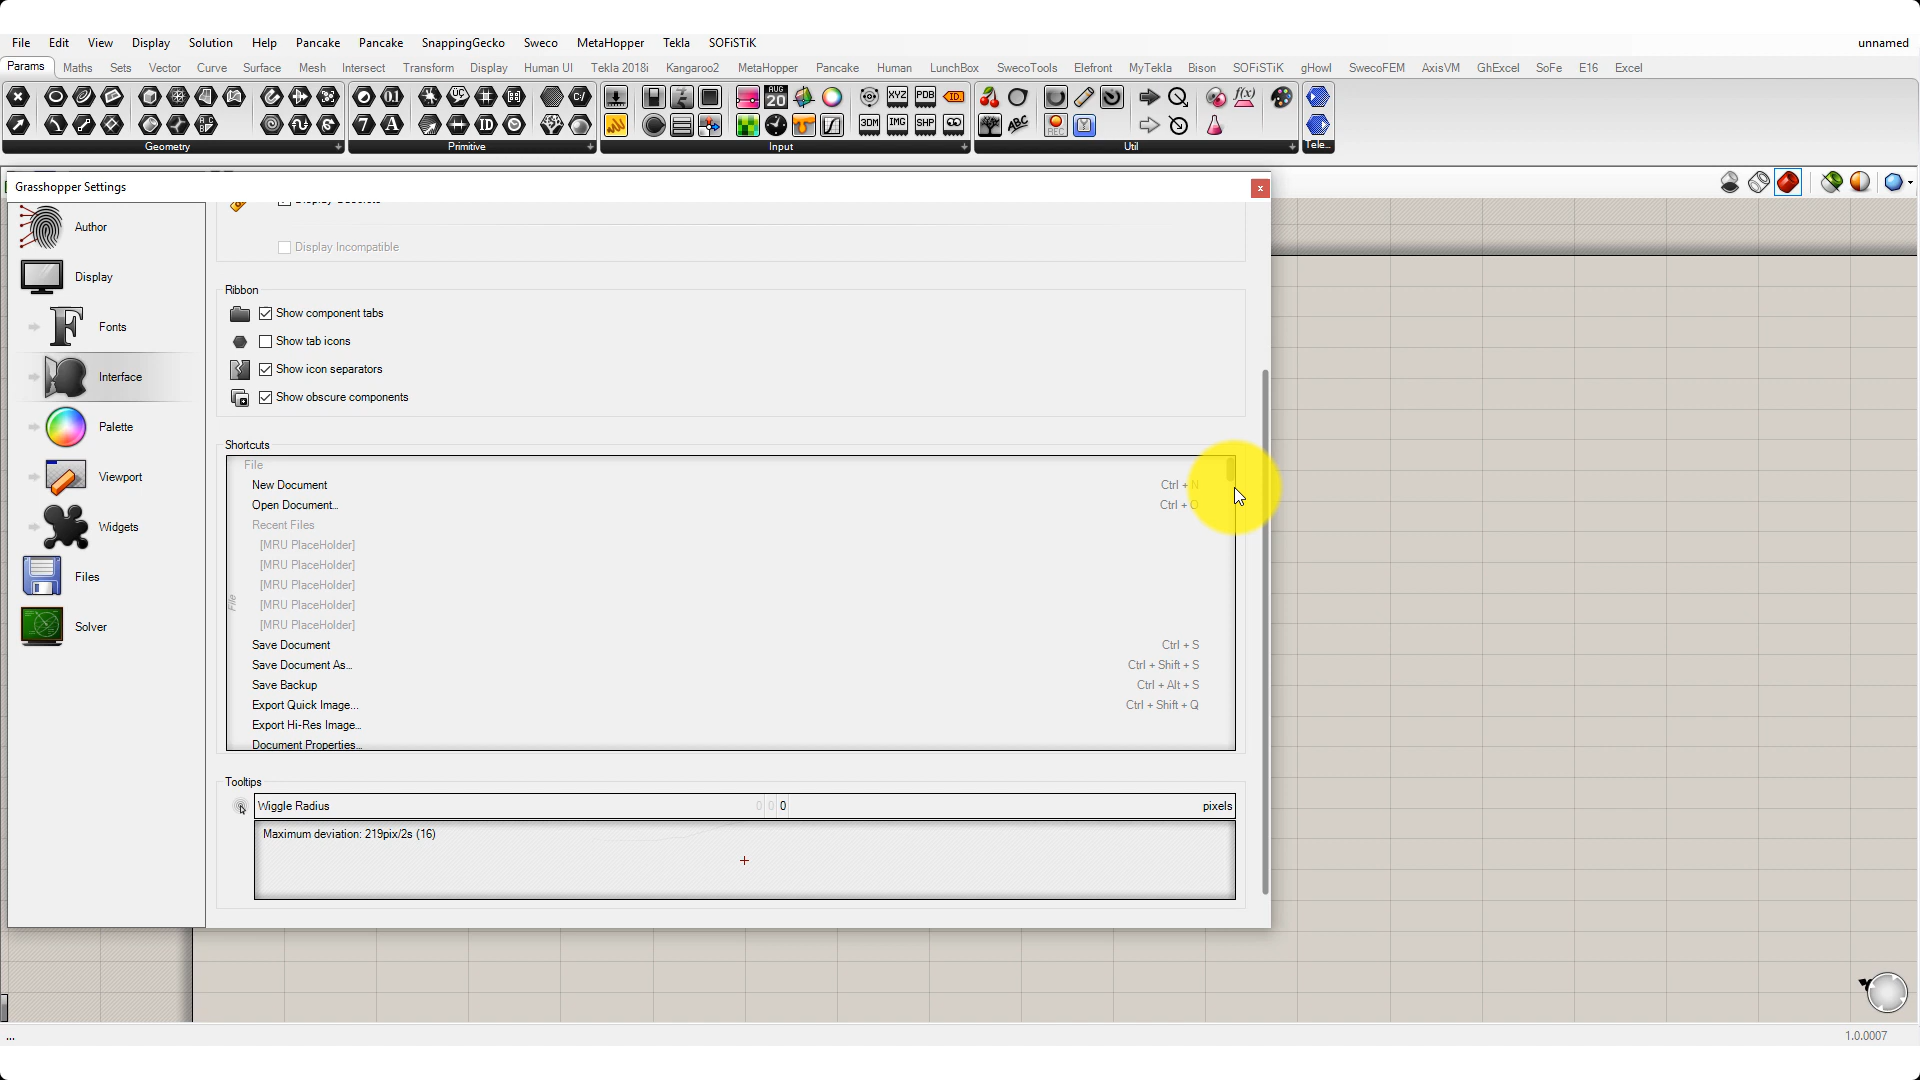 File Edit View Display Solution Help Pancake Pancake SnappingGecko Sweco MetaHopper Tekla SOFiSTiK unnamed
Params Maths Sets Vector Curve Surface Mesh Intersect Transform Display Human UI Tekla 2018i Kangaroo2 MetaHopper Pancake Human LunchBox SwecoTools Elefront MyTekla Bison SOFiSTiK gHowl SwecoFEM AxisVM GhExcel SoFe E16 Excel
Geometry Primitive Input Util Tele...
Grasshopper Settings
Author
Display
Fonts
Interface
Palette
Viewport
Widgets
Files
Solver
Display Obsolete
Display Incompatible
Ribbon
Show component tabs
Show tab icons
Show icon separators
Show obscure components
Shortcuts
File
New Document Ctrl + N
Open Document... Ctrl + O
Recent Files
[MRU PlaceHolder]
[MRU PlaceHolder]
[MRU PlaceHolder]
[MRU PlaceHolder]
[MRU PlaceHolder]
File
Save Document Ctrl + S
Save Document As... Ctrl + Shift + S
Save Backup Ctrl + Alt + S
Export Quick Image... Ctrl + Shift + Q
Export Hi-Res Image...
Document Properties...
Tooltips
Wiggle Radius 0 0 0 pixels
Maximum deviation: 219pix/2s (16)
... 1.0.0007